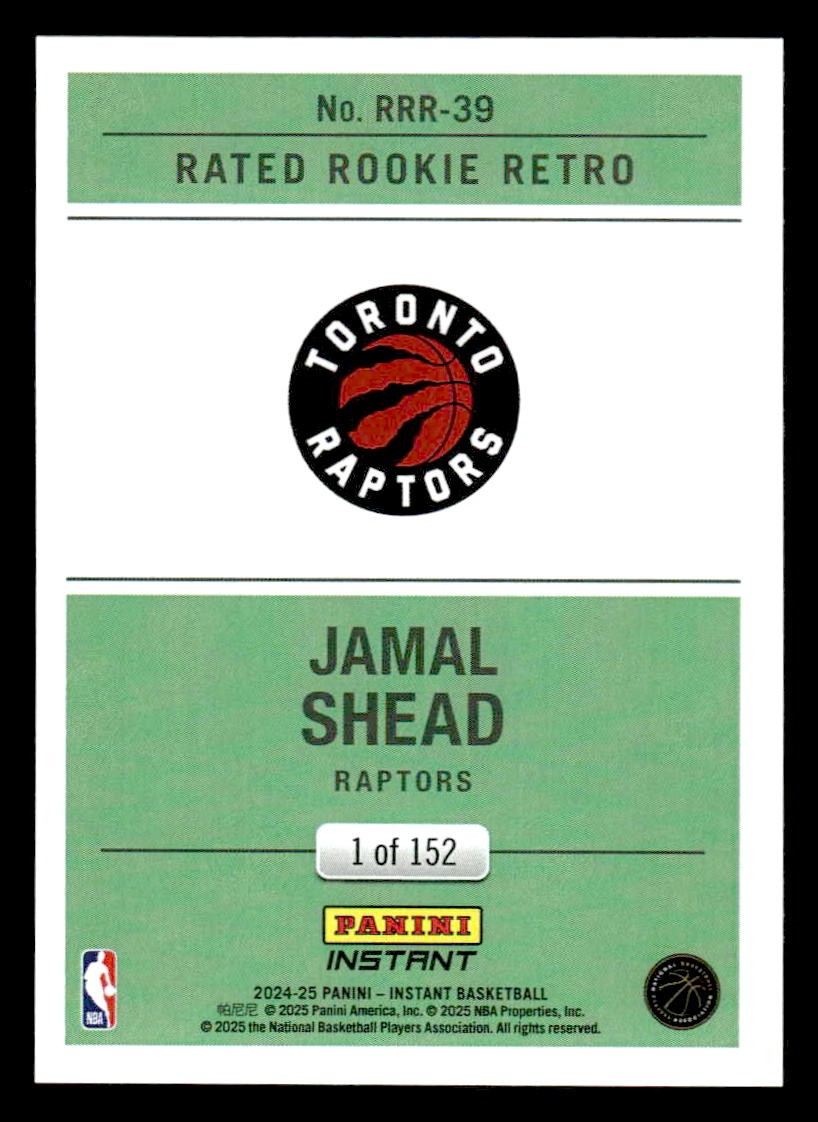 No. RRR-39
RATED ROOKIE RETRO
TORONTO
RAPTORS
JAMAL
SHEAD
RAPTORS
1 of 152
PANINI
INSTANT
2024-25 PANINI – INSTANT BASKETBALL
帕尼尼 © 2025 Panini America, Inc. © 2025 NBA Properties, Inc.
© 2025 the National Basketball Players Association. All rights reserved.
NBA
NATIONAL BASKETBALL